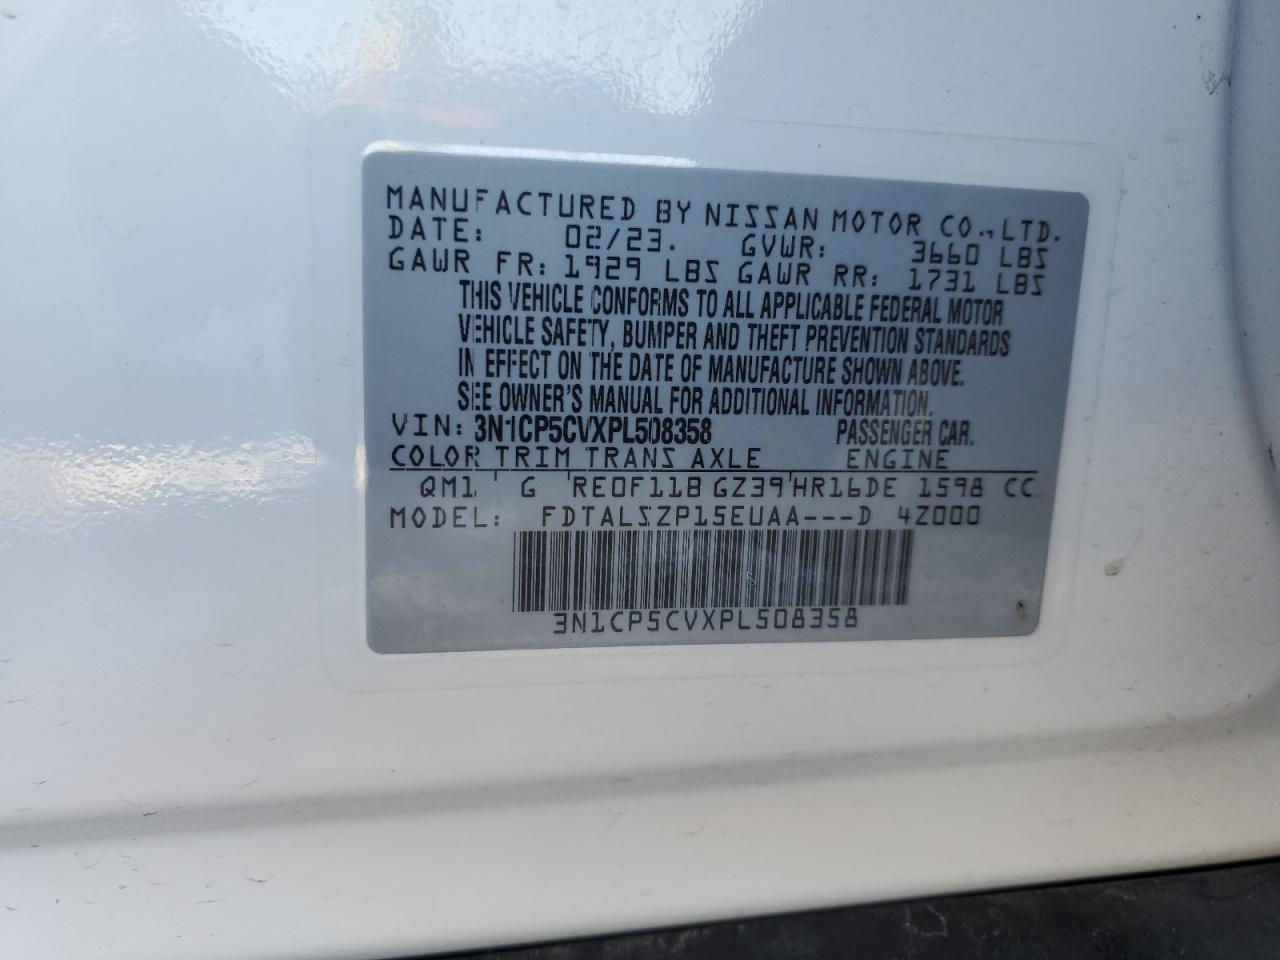 MANUFACTURED BY NISSAN MOTOR CO., LTD.
DATE: 02/23. GVWR: 3660 LBS
GAWR FR: 1929 LBS GAWR RR: 1731 LBS
THIS VEHICLE CONFORMS TO ALL APPLICABLE FEDERAL MOTOR
VEHICLE SAFETY, BUMPER AND THEFT PREVENTION STANDARDS
IN EFFECT ON THE DATE OF MANUFACTURE SHOWN ABOVE.
SEE OWNER'S MANUAL FOR ADDITIONAL INFORMATION.
VIN: 3N1CP5CVXPL508358 PASSENGER CAR.
COLOR TRIM TRANS AXLE ENGINE
QM1 G RE0F11B GZ39 HR16DE 1598 CC
MODEL: FDTALSZP15EUAA---D 4Z000
3N1CP5CVXPL508358